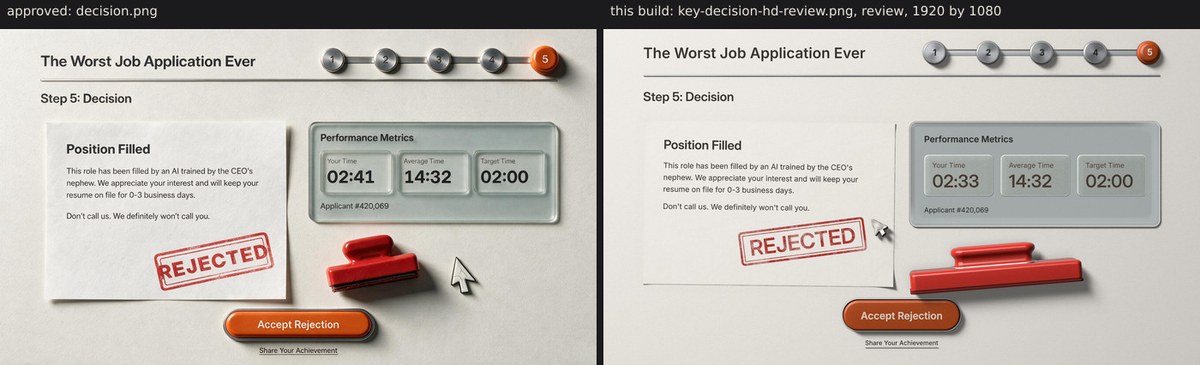 approved: decision.png
The Worst Job Application Ever
1 2 3 4 5
Step 5: Decision
Position Filled
This role has been filled by an AI trained by the CEO's
nephew. We appreciate your interest and will keep your
resume on file for 0-3 business days.
Don't call us. We definitely won't call you.
REJECTED
Performance Metrics
Your Time Average Time Target Time
02:41 14:32 02:00
Applicant #420,069
Accept Rejection
Share Your Achievement
this build: key-decision-hd-review.png, review, 1920 by 1080
The Worst Job Application Ever
1 2 3 4 5
Step 5: Decision
Position Filled
This role has been filled by an AI trained by the CEO's
nephew. We appreciate your interest and will keep your
resume on file for 0-3 business days.
Don't call us. We definitely won't call you.
REJECTED
Performance Metrics
Your Time Average Time Target Time
02:33 14:32 02:00
Applicant #420,069
Accept Rejection
Share Your Achievement